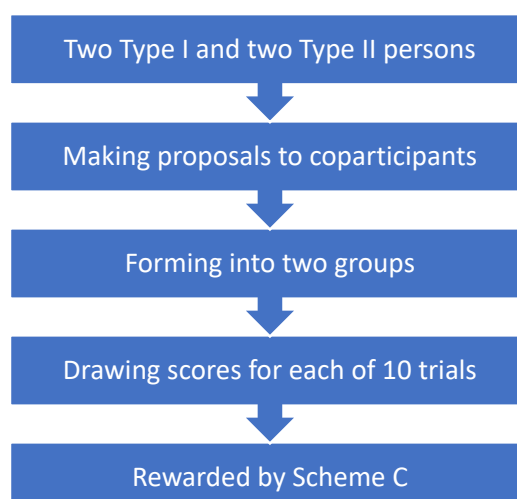 Two Type I and two Type II persons
Making proposals to coparticipants
Forming into two groups
Drawing scores for each of 10 trials
Rewarded by Scheme C